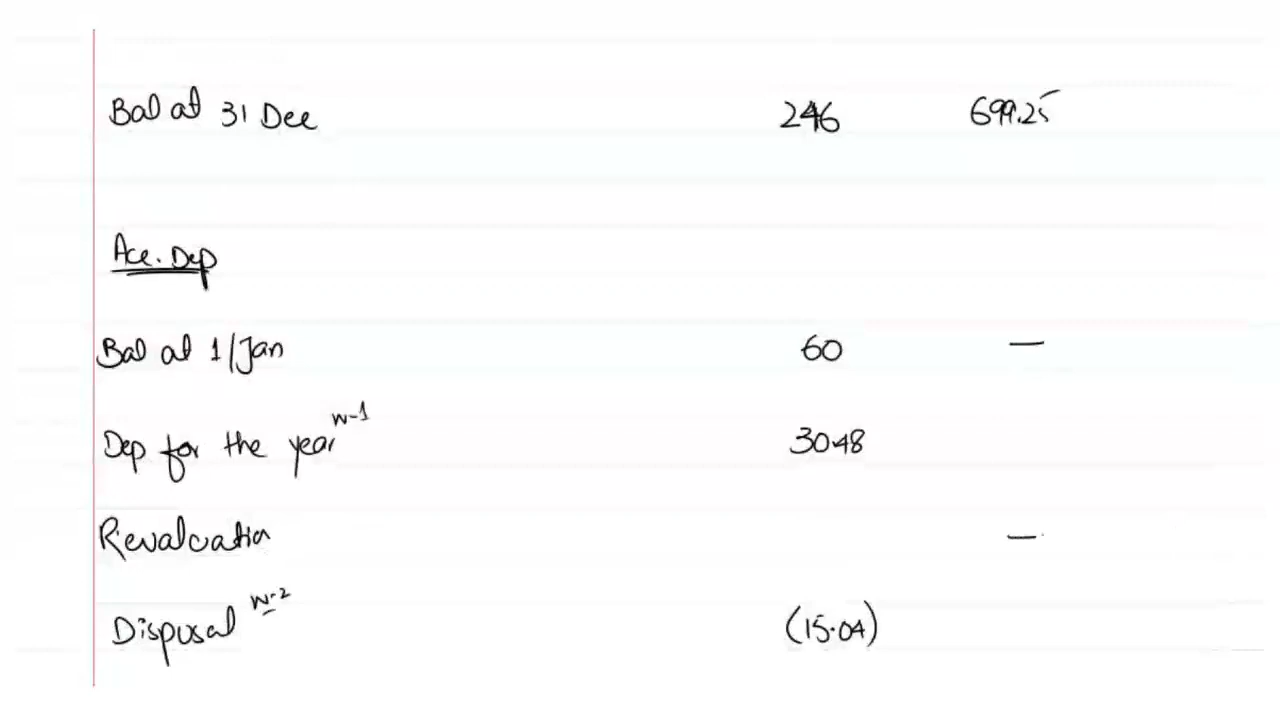 Bal at 31 Dec 246 699.25
Acc. Dep
Bal at 1/Jan 60 —
Dep for the year w-1 30.48
Revaluation —
Disposal w-2 (15.04)